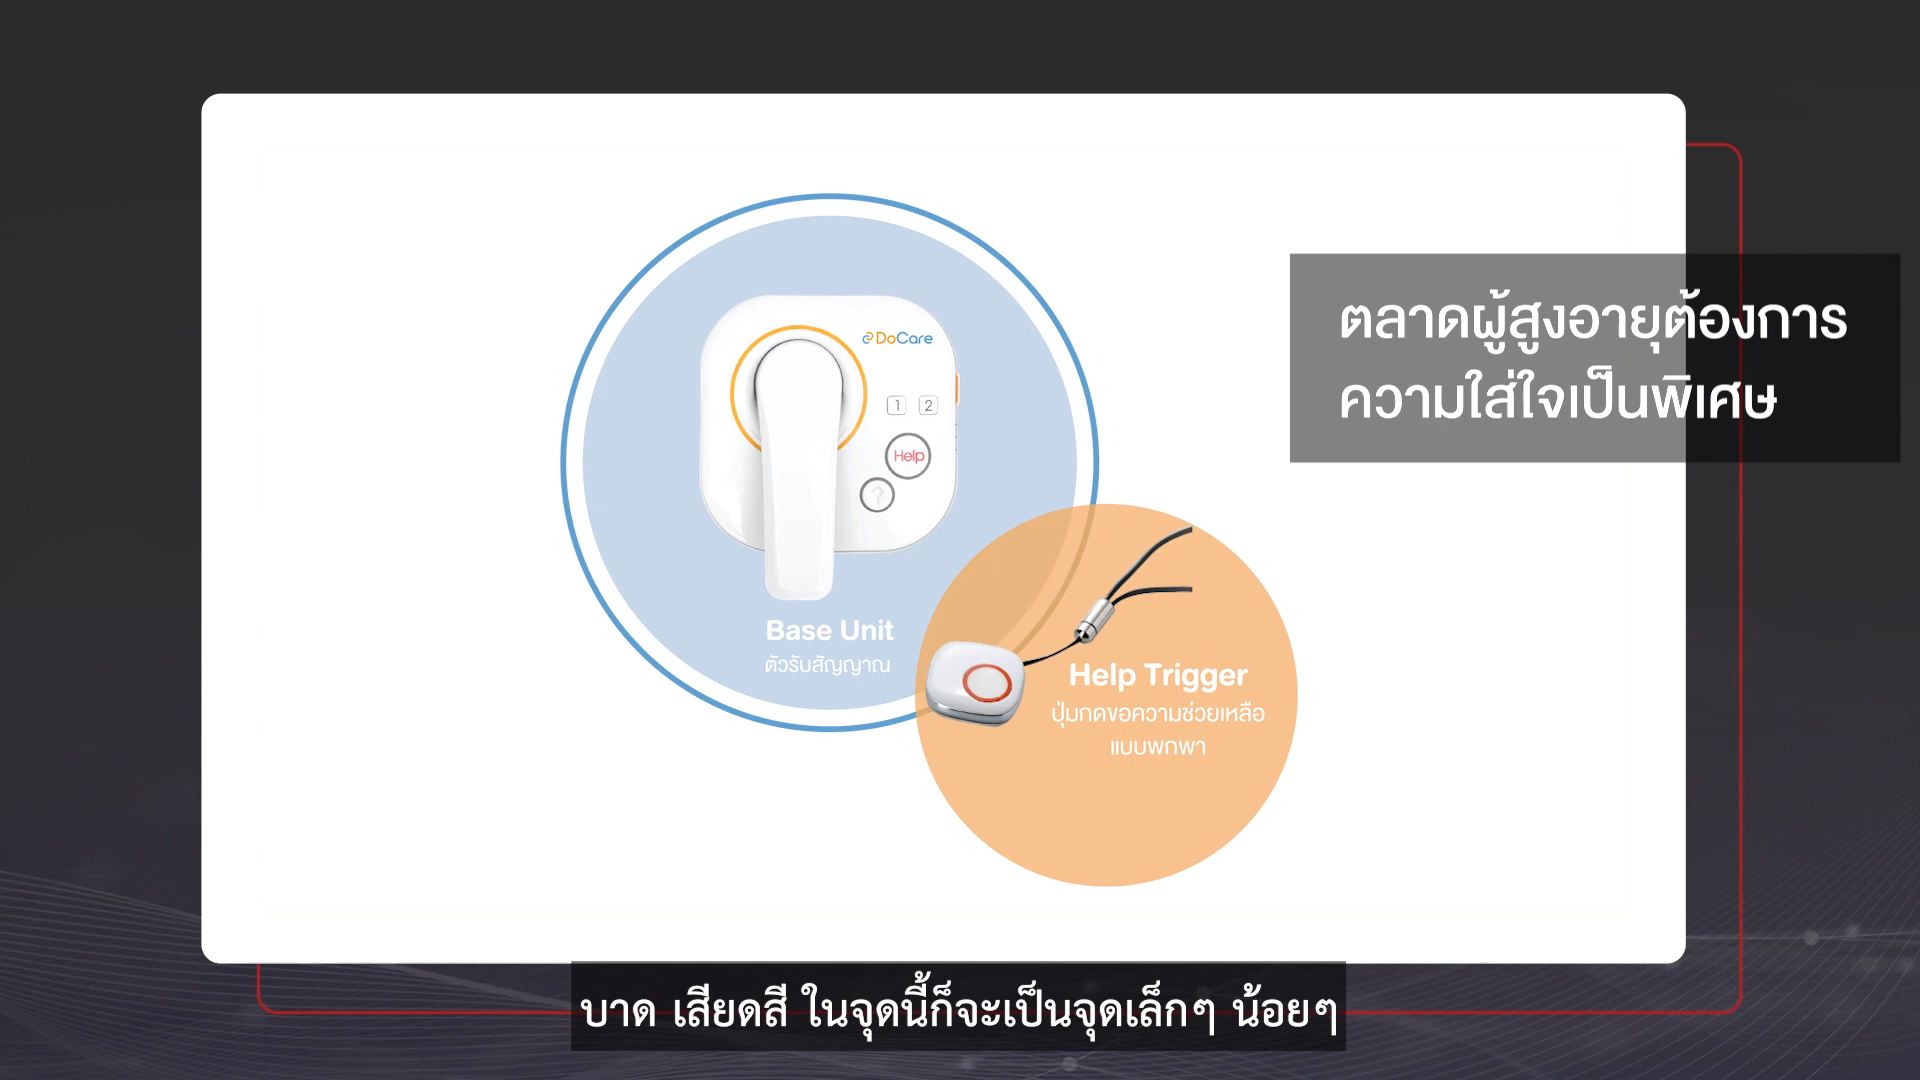 DoCare
1 2
Help
?
Base Unit
ตัวรับสัญญาณ
Help Trigger
ปุ่มกดขอความช่วยเหลือ
แบบพกพา
ตลาดผู้สูงอายุต้องการ
ความใส่ใจเป็นพิเศษ
บาด เสียดสี ในจุดนี้ก็จะเป็นจุดเล็กๆ น้อยๆ